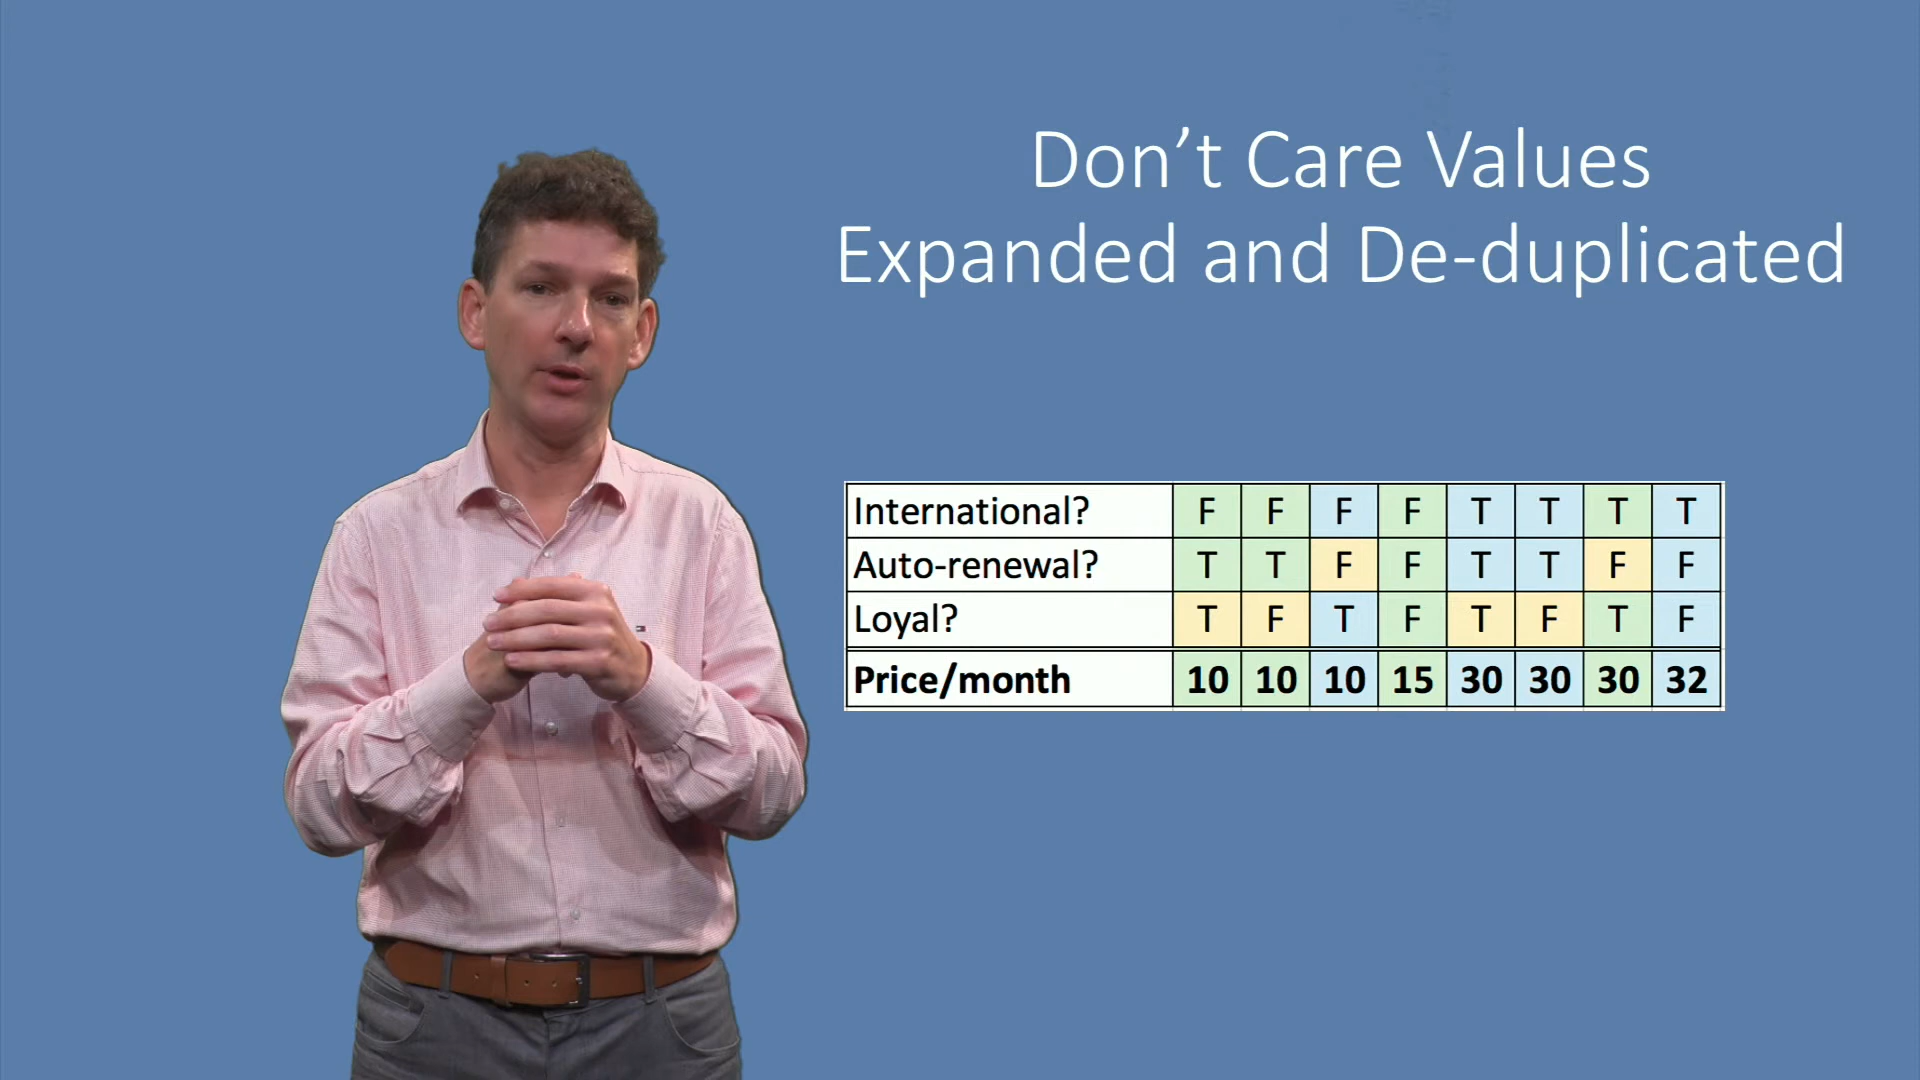 Don’t Care Values
Expanded and De-duplicated
International? F F F F T T T T
Auto-renewal? T T F F T T F F
Loyal? T F T F T F T F
Price/month 10 10 10 15 30 30 30 32